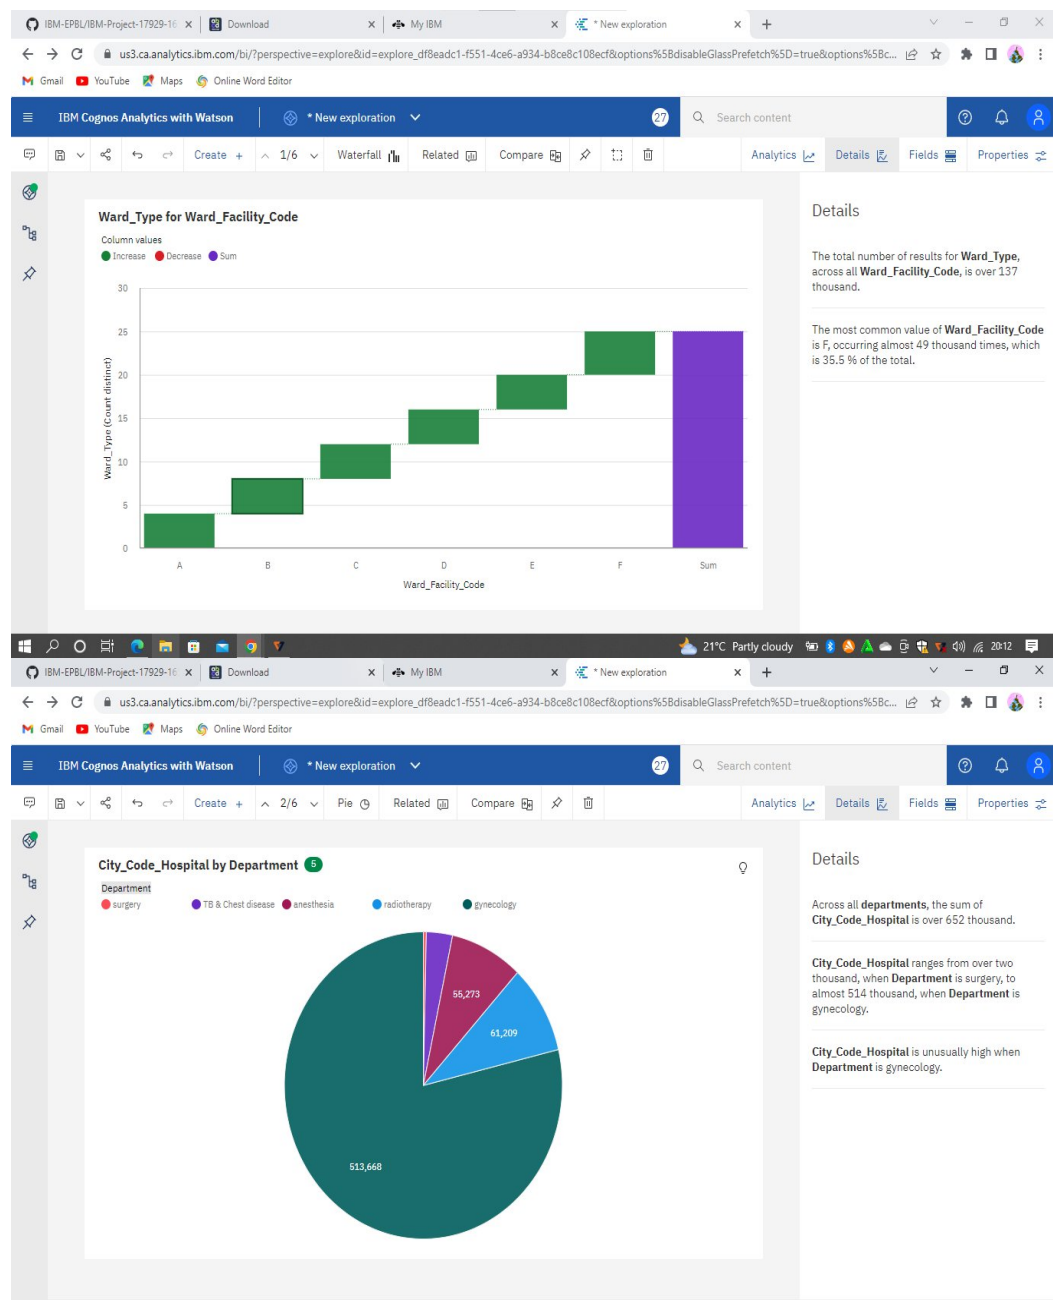 IBM-EPBL/IBM-Project-17929-16 Download My IBM * New exploration
us3.ca.analytics.ibm.com/bi/?perspective=explore&id=explore_df8eadc1-f551-4ce6-a934-b8ce8c108ecf&options%5BdisableGlassPrefetch%5D=true&options%5Bc...
Gmail YouTube Maps Online Word Editor
IBM Cognos Analytics with Watson * New exploration 27 Search content
Create + 1/6 Waterfall Related Compare Analytics Details Fields Properties
Ward_Type for Ward_Facility_Code
Column values
Increase Decrease Sum
30
25
20
15
10
5
0
Ward_Type (Count distinct)
A B C D E F Sum
Ward_Facility_Code
Details
The total number of results for Ward_Type,
across all Ward_Facility_Code, is over 137
thousand.
The most common value of Ward_Facility_Code
is F, occurring almost 49 thousand times, which
is 35.5 % of the total.
21°C Partly cloudy 20:12
IBM-EPBL/IBM-Project-17929-16 Download My IBM * New exploration
us3.ca.analytics.ibm.com/bi/?perspective=explore&id=explore_df8eadc1-f551-4ce6-a934-b8ce8c108ecf&options%5BdisableGlassPrefetch%5D=true&options%5Bc...
Gmail YouTube Maps Online Word Editor
IBM Cognos Analytics with Watson * New exploration 27 Search content
Create + 2/6 Pie Related Compare Analytics Details Fields Properties
City_Code_Hospital by Department 5
Department
surgery TB & Chest disease anesthesia radiotherapy gynecology
55,273
61,209
513,668
Details
Across all departments, the sum of
City_Code_Hospital is over 652 thousand.
City_Code_Hospital ranges from over two
thousand, when Department is surgery, to
almost 514 thousand, when Department is
gynecology.
City_Code_Hospital is unusually high when
Department is gynecology.